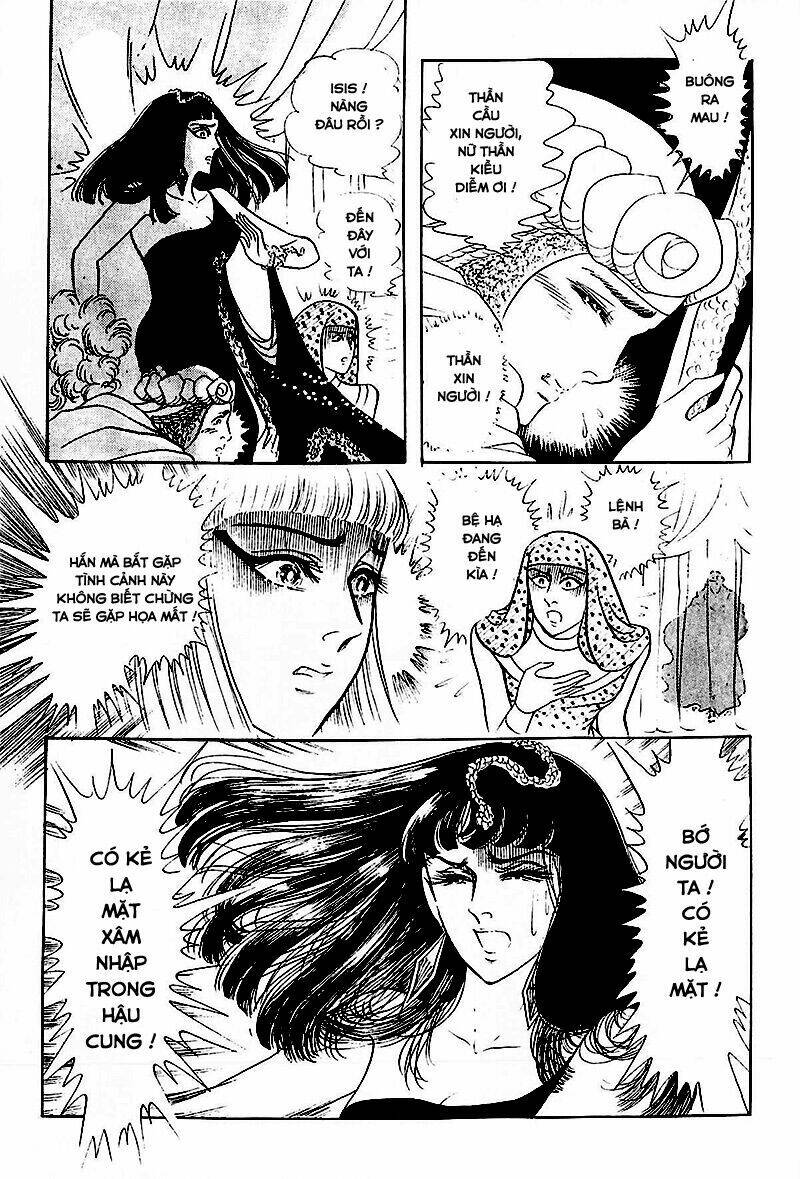 BUÔNG
RA
MAU !
THẦN
CẦU
XIN NGƯỜI,
NỮ THẦN
KIỀU
DIỄM ƠI !
THẦN
XIN
NGƯỜI !
ISIS !
NÀNG
ĐÂU RỒI ?
ĐẾN
ĐÂY
VỚI
TA !
LỆNH
BÀ !
BỆ HẠ
ĐANG
ĐẾN
KÌA !
HẮN MÀ BẮT GẶP
TÌNH CẢNH NÀY
KHÔNG BIẾT CHỪNG
TA SẼ GẶP HỌA MẤT !
BỚ
NGƯỜI
TA !
CÓ
KẺ
LẠ
MẶT !
CÓ KẺ
LẠ
MẶT
XÂM
NHẬP
TRONG
HẬU
CUNG !